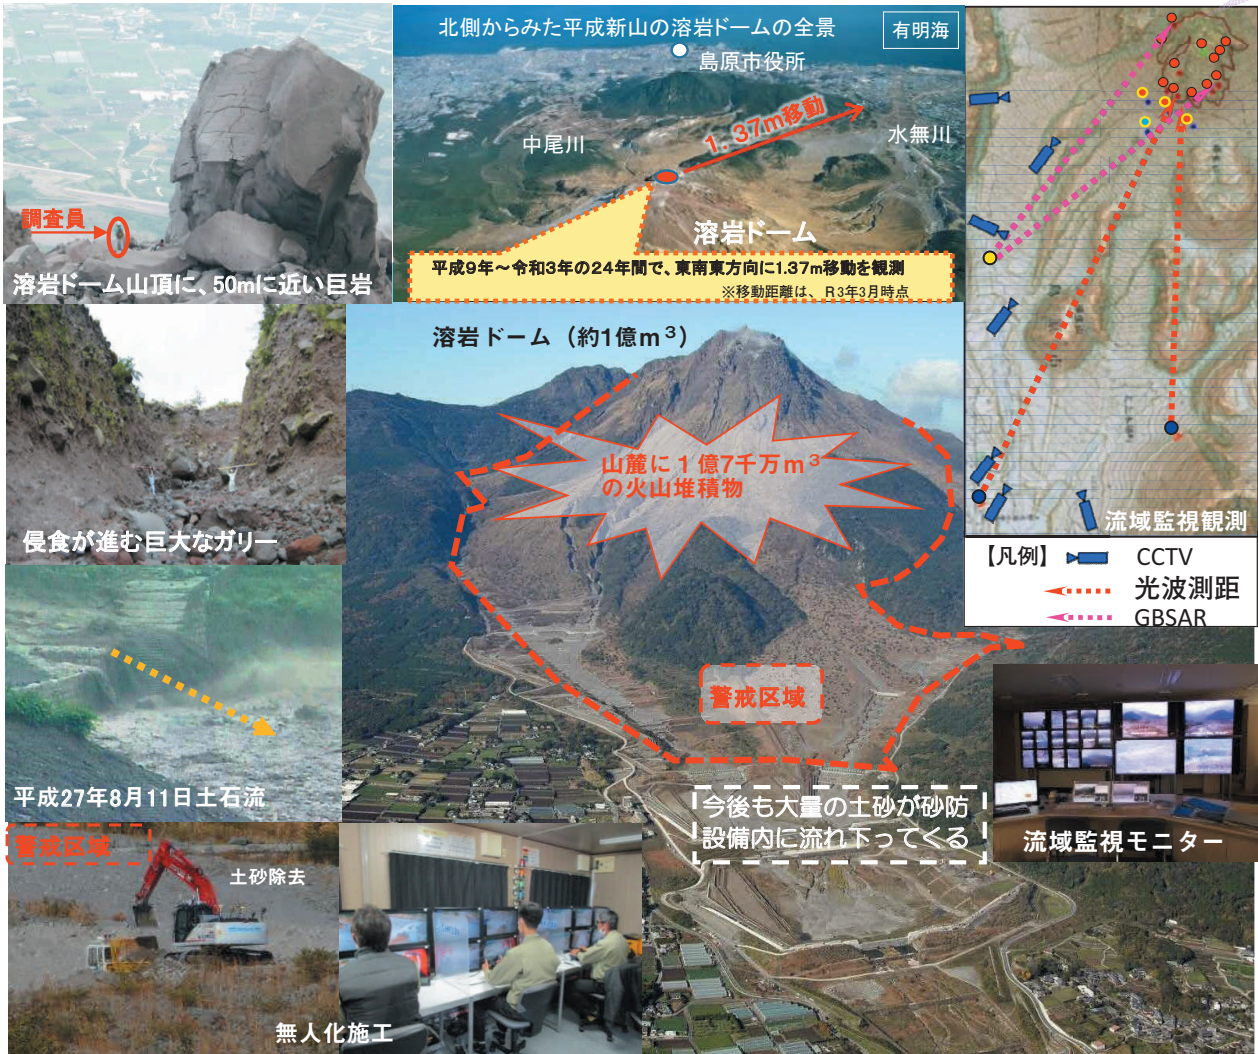 調査員
溶岩ドーム山頂に、50mに近い巨岩
北側からみた平成新山の溶岩ドームの全景
有明海
島原市役所
1.37m移動
中尾川
水無川
溶岩ドーム
平成9年～令和3年の24年間で、東南東方向に1.37m移動を観測
※移動距離は、R3年3月時点
流域監視観測
【凡例】
CCTV
光波測距
GBSAR
侵食が進む巨大なガリー
溶岩ドーム（約1億m³）
山麓に１億7千万m³
の火山堆積物
警戒区域
平成27年8月11日土石流
今後も大量の土砂が砂防
設備内に流れ下ってくる
流域監視モニター
警戒区域
土砂除去
無人化施工